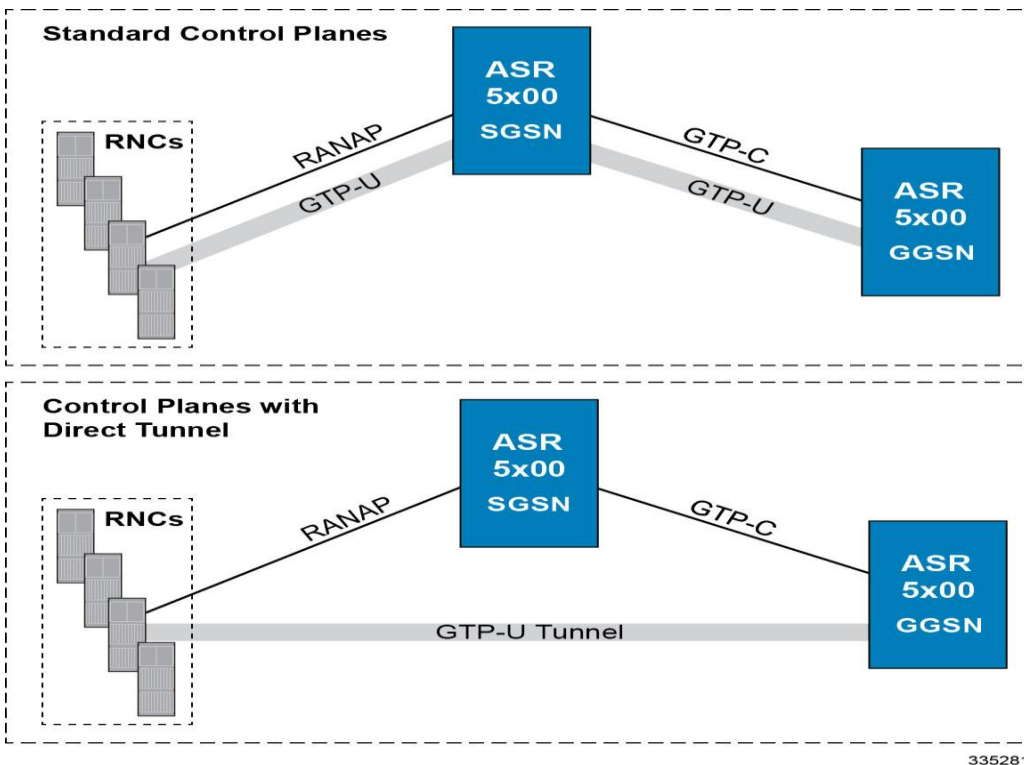 Standard Control Planes
RNCs
RANAP
GTP-U
ASR
5x00
SGSN
GTP-C
GTP-U
ASR
5x00
GGSN
Control Planes with
Direct Tunnel
RNCs
RANAP
ASR
5x00
SGSN
GTP-C
GTP-U Tunnel
ASR
5x00
GGSN
335281